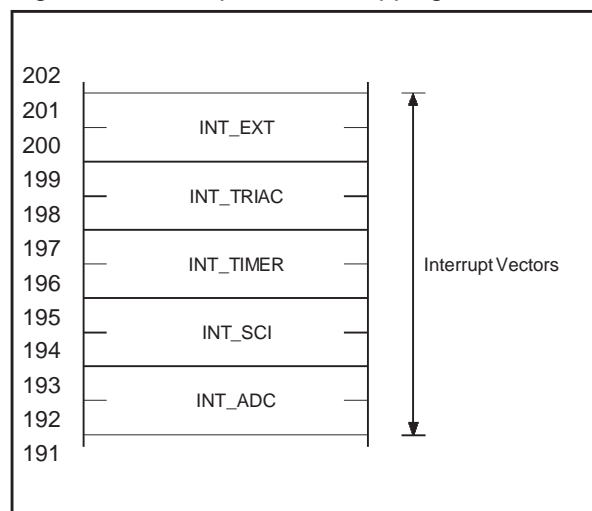 202
201
INT_EXT
200
199
INT_TRIAC
198
197
INT_TIMER
Interrupt Vectors
196
195
INT_SCI
194
193
INT_ADC
192
191